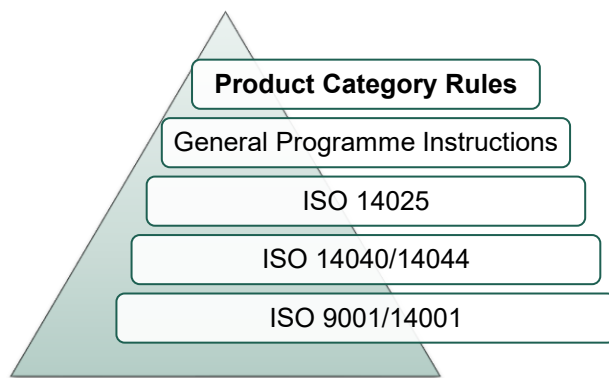 Product Category Rules
General Programme Instructions
ISO 14025
ISO 14040/14044
ISO 9001/14001